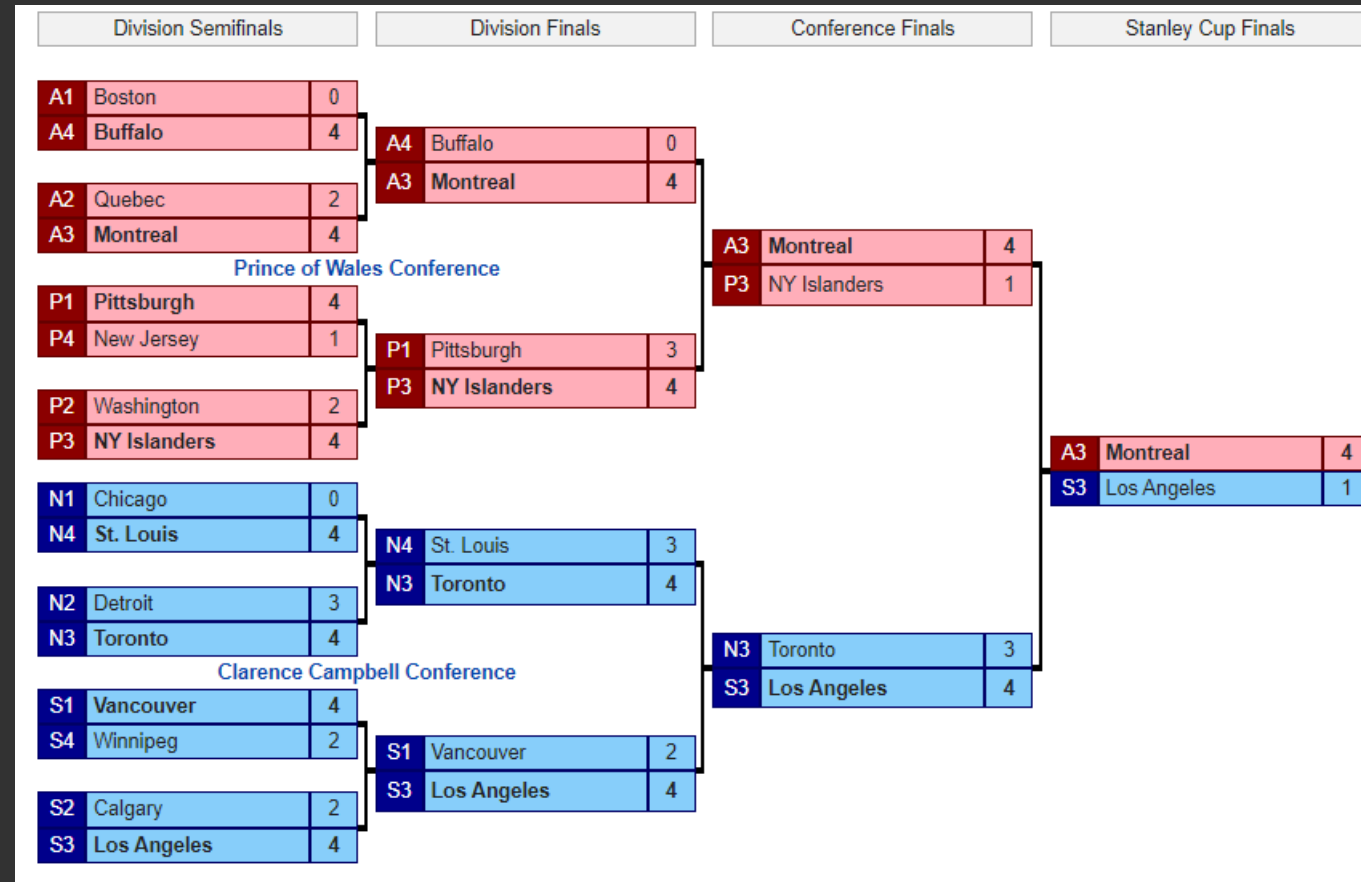 Division Semifinals Division Finals Conference Finals Stanley Cup Finals
A1 Boston 0
A4 Buffalo 4
A2 Quebec 2
A3 Montreal 4
Prince of Wales Conference
P1 Pittsburgh 4
P4 New Jersey 1
P2 Washington 2
P3 NY Islanders 4
N1 Chicago 0
N4 St. Louis 4
N2 Detroit 3
N3 Toronto 4
Clarence Campbell Conference
S1 Vancouver 4
S4 Winnipeg 2
S2 Calgary 2
S3 Los Angeles 4
A4 Buffalo 0
A3 Montreal 4
P1 Pittsburgh 3
P3 NY Islanders 4
N4 St. Louis 3
N3 Toronto 4
S1 Vancouver 2
S3 Los Angeles 4
A3 Montreal 4
P3 NY Islanders 1
N3 Toronto 3
S3 Los Angeles 4
A3 Montreal 4
S3 Los Angeles 1